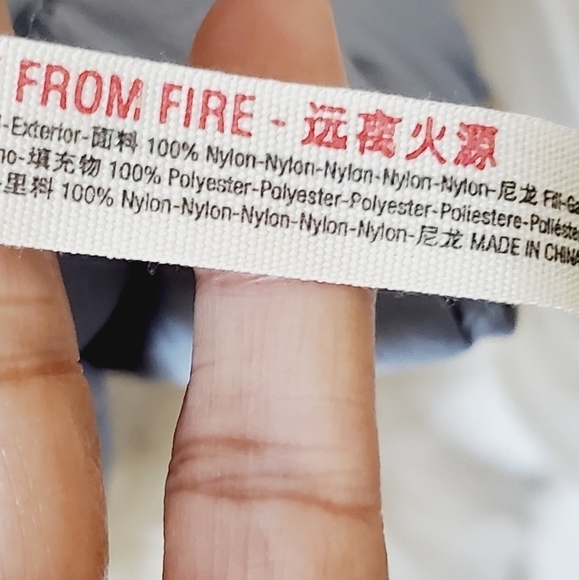 FROM FIRE - 远离火源
-Exterior-面料 100% Nylon-Nylon-Nylon-Nylon-Nylon-尼龙 Fill-
-填充物 100% Polyester-Polyester-Polyester-Poliestere-Poliéste
里料 100% Nylon-Nylon-Nylon-Nylon-Nylon-尼龙 MADE IN CHINA